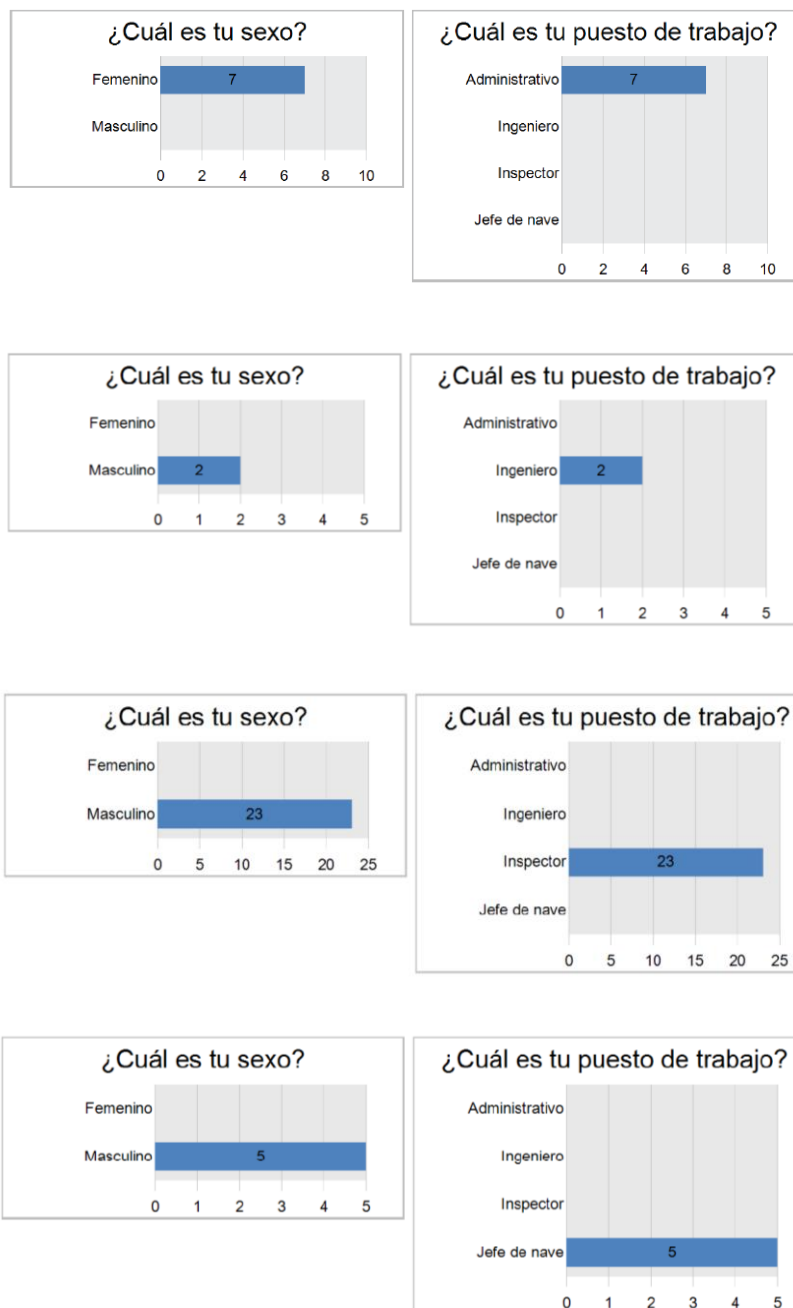 ¿Cuál es tu sexo?
Femenino
7
Masculino
0 2 4 6 8 10
¿Cuál es tu puesto de trabajo?
Administrativo
7
Ingeniero
Inspector
Jefe de nave
0 2 4 6 8 10
¿Cuál es tu sexo?
Femenino
Masculino
2
0 1 2 3 4 5
¿Cuál es tu puesto de trabajo?
Administrativo
Ingeniero
2
Inspector
Jefe de nave
0 1 2 3 4 5
¿Cuál es tu sexo?
Femenino
Masculino
23
0 5 10 15 20 25
¿Cuál es tu puesto de trabajo?
Administrativo
Ingeniero
Inspector
23
Jefe de nave
0 5 10 15 20 25
¿Cuál es tu sexo?
Femenino
Masculino
5
0 1 2 3 4 5
¿Cuál es tu puesto de trabajo?
Administrativo
Ingeniero
Inspector
Jefe de nave
5
0 1 2 3 4 5